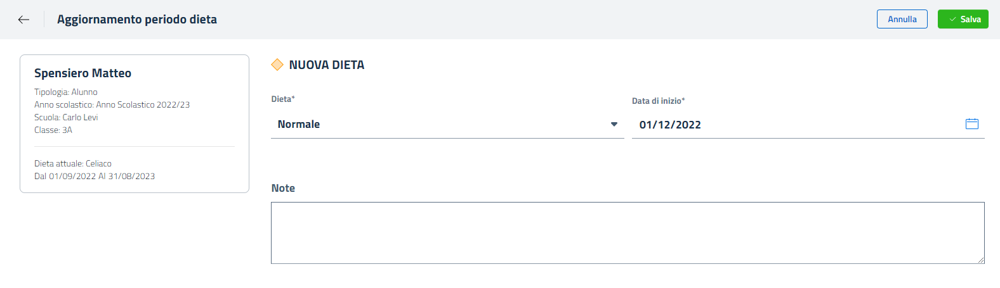 Aggiornamento periodo dieta
Annulla
Salva
Spensiero Matteo
Tipologia: Alunno
Anno scolastico: Anno Scolastico 2022/23
Scuola: Carlo Levi
Classe: 3A
Dieta attuale: Celiaco
Dal 01/09/2022 Al 31/08/2023
NUOVA DIETA
Dieta*
Normale
Data di inizio*
01/12/2022
Note